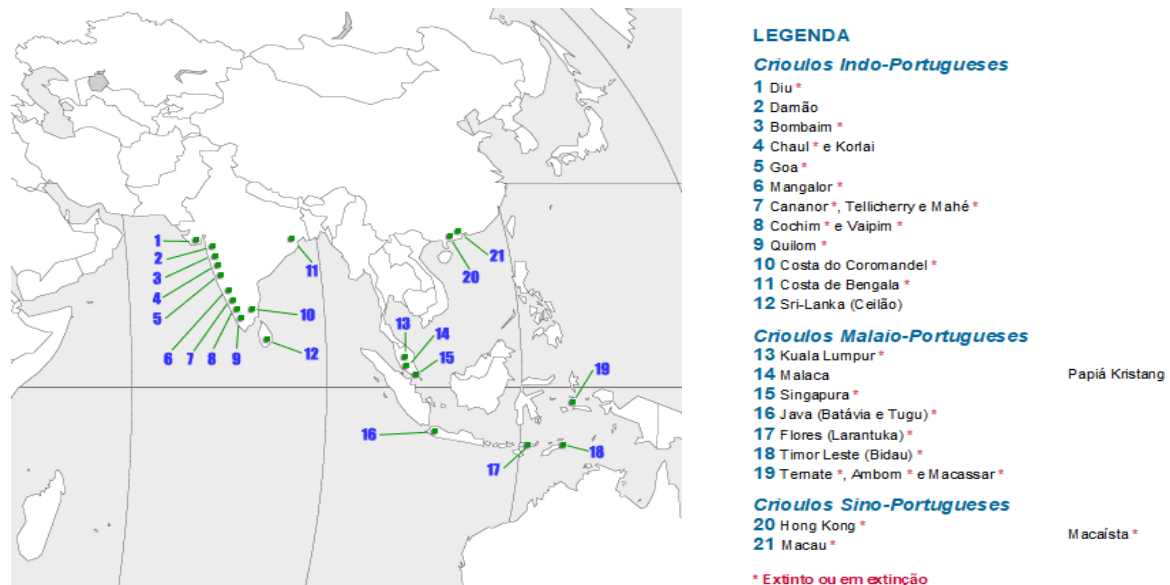 1
2
3
4
5
6
7
8
9
10
11
12
13
14
15
16
17
18
19
20
21
LEGENDA
Crioulos Indo-Portugueses
1 Diu *
2 Damão
3 Bombaim *
4 Chaul * e Korlai
5 Goa *
6 Mangalor *
7 Cananor *, Tellicherry e Mahé *
8 Cochim * e Vaipim *
9 Quilom *
10 Costa do Coromandel *
11 Costa de Bengala *
12 Sri-Lanka (Ceilão)
Crioulos Malaio-Portugueses
13 Kuala Lumpur *
14 Malaca Papiá Kristang
15 Singapura *
16 Java (Batávia e Tugu) *
17 Flores (Larantuka) *
18 Timor Leste (Bidau) *
19 Ternate *, Ambom * e Macassar *
Crioulos Sino-Portugueses
20 Hong Kong *
Macaísta *
21 Macau *
* Extinto ou em extinção